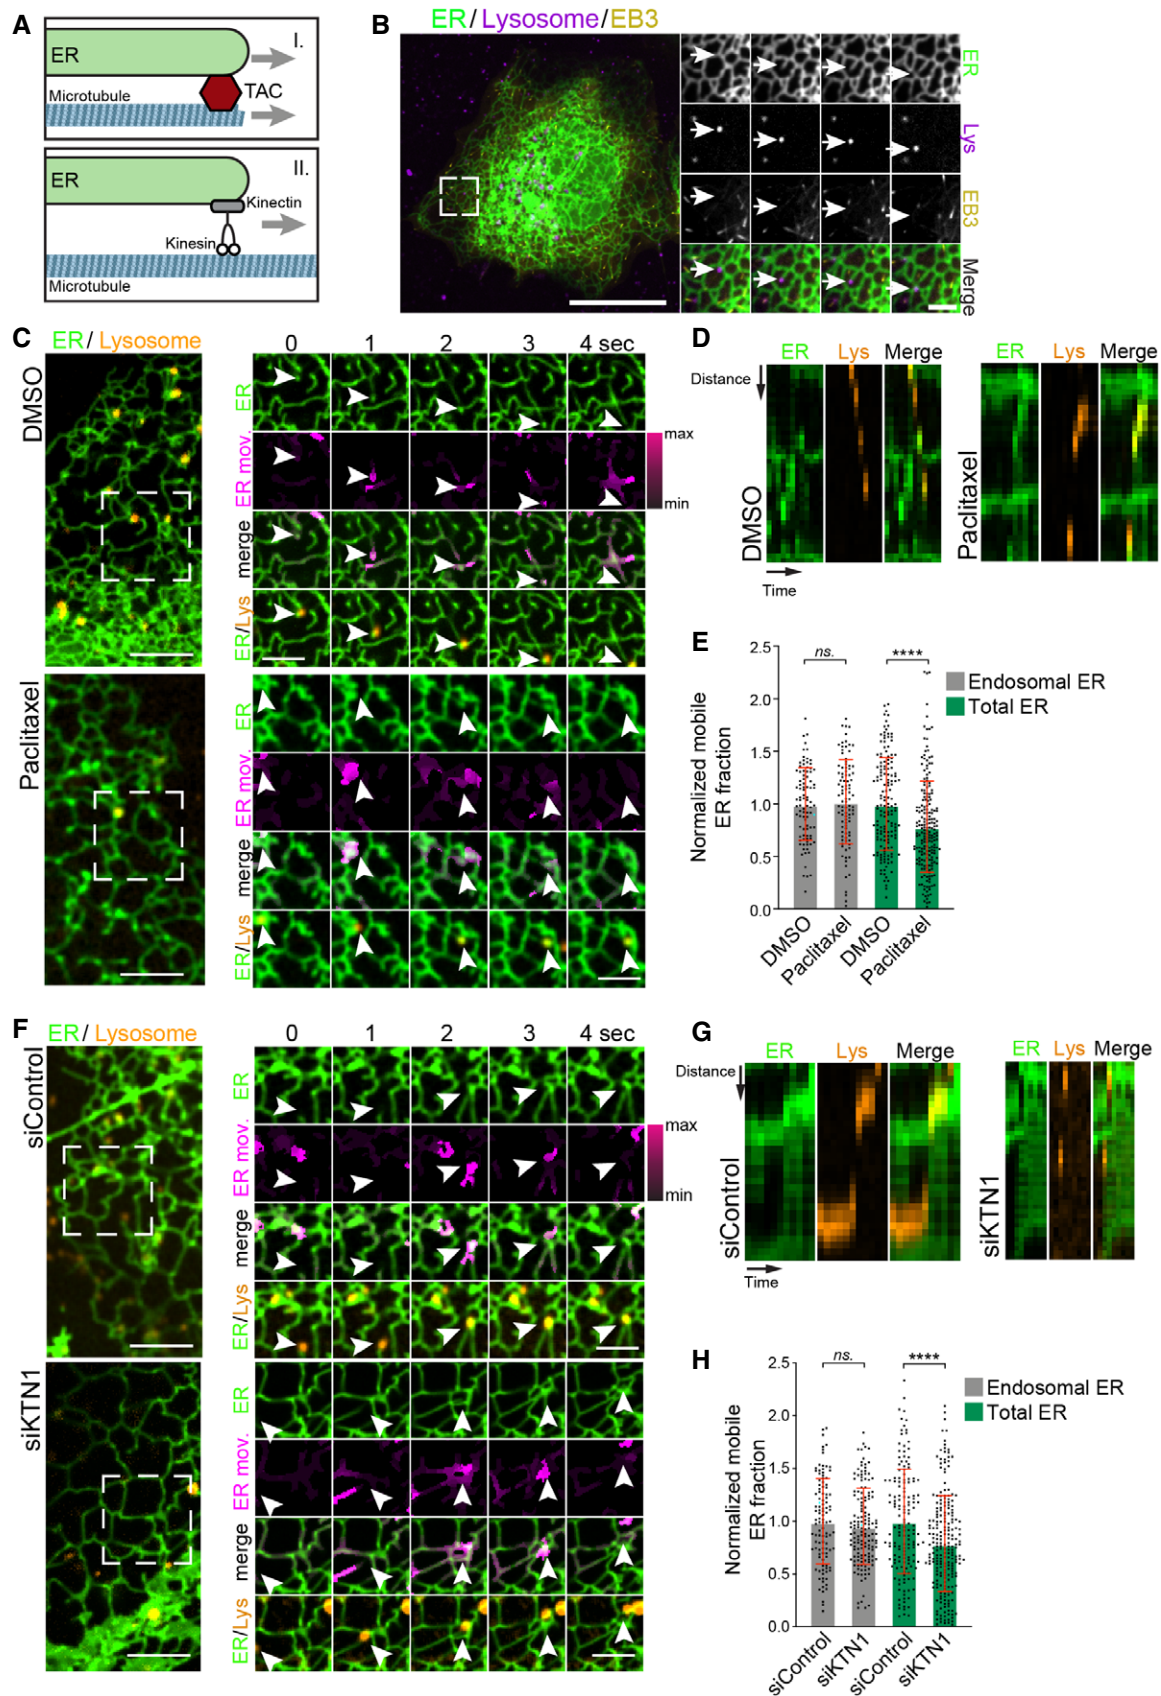 A
ER
I.
TAC
Microtubule
ER
II.
Kinectin
Kinesin
Microtubule
B
ER/Lysosome/EB3
ER
Lys
EB3
Merge
C
ER/Lysosome
0 1 2 3 4 sec
DMSO
ER
ER mov.
merge
ER/Lys
max
min
Paclitaxel
ER
ER mov.
merge
ER/Lys
D
ER Lys Merge
Distance
DMSO
Time
ER Lys Merge
Paclitaxel
E
Normalized mobile
ER fraction
2.5
2.0
1.5
1.0
0.5
0.0
ns.
****
Endosomal ER
Total ER
DMSO
Paclitaxel
DMSO
Paclitaxel
F
ER/Lysosome
0 1 2 3 4 sec
siControl
ER
ER mov.
merge
ER/Lys
max
min
siKTN1
ER
ER mov.
merge
ER/Lys
G
ER Lys Merge
Distance
siControl
Time
ER Lys Merge
siKTN1
H
Normalized mobile
ER fraction
2.5
2.0
1.5
1.0
0.5
0.0
ns.
****
Endosomal ER
Total ER
siControl
siKTN1
siControl
siKTN1